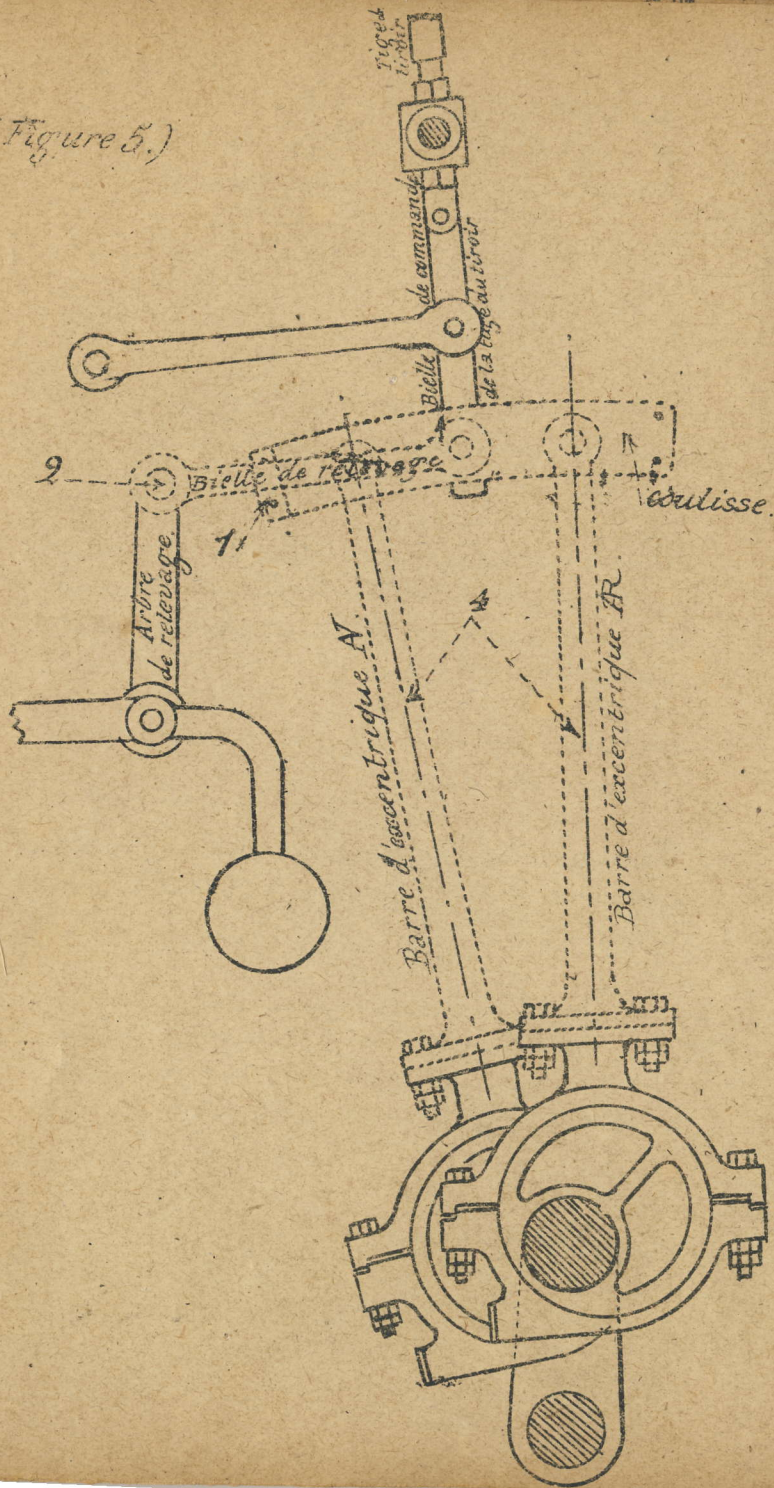 Tige du
tiroir
(Figure 5.)
Bielle de commande
de la tige du tiroir
2
Bielle de relevage
coulisse.
1
Arbre
de relevage.
Barre d'excentrique AV.
Barre d'excentrique AR.